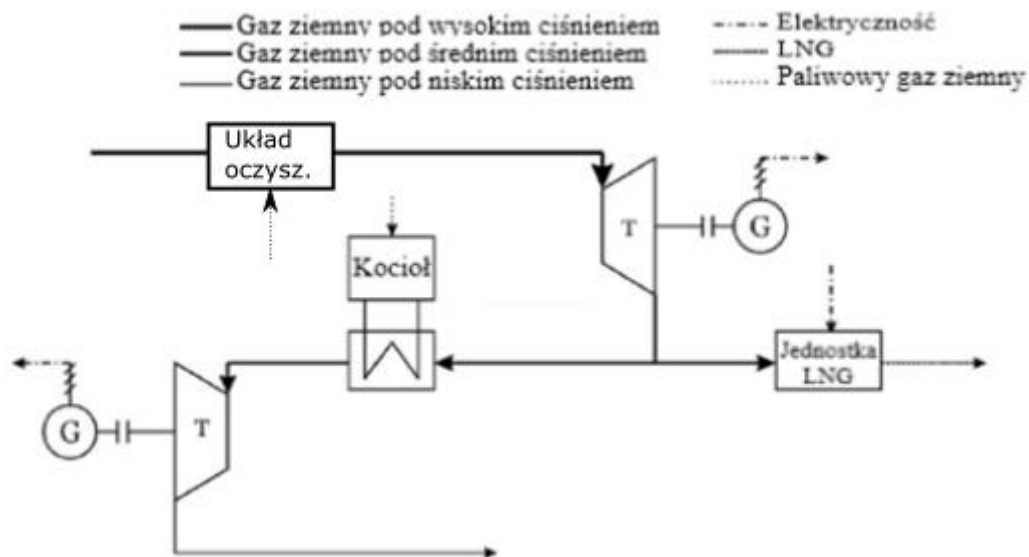 Gaz ziemny pod wysokim ciśnieniem
Gaz ziemny pod średnim ciśnieniem
Gaz ziemny pod niskim ciśnieniem
Elektryczność
LNG
Paliwowy gaz ziemny
Układ
oczysz.
T
G
Kocioł
Jednostka
LNG
G
T